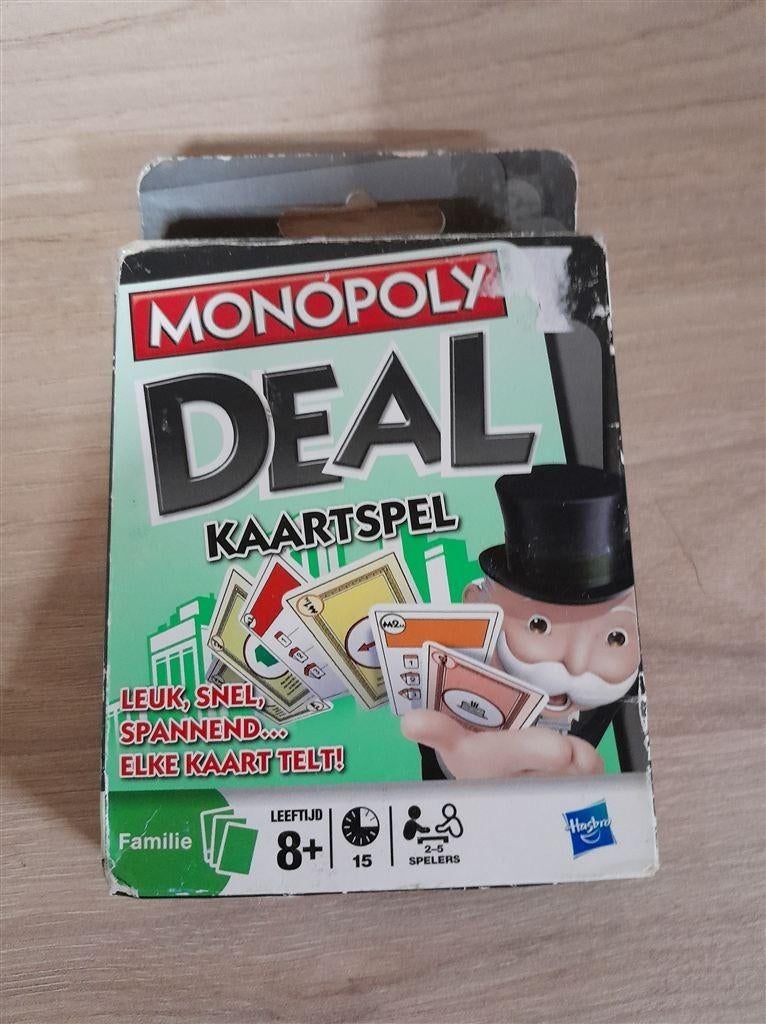 MONOPOLY
DEAL
KAARTSPEL
LEUK, SNEL,
SPANNEND...
ELKE KAART TELT!
Familie
LEEFTIJD
8+
15
2-5
SPELERS
Hasbro